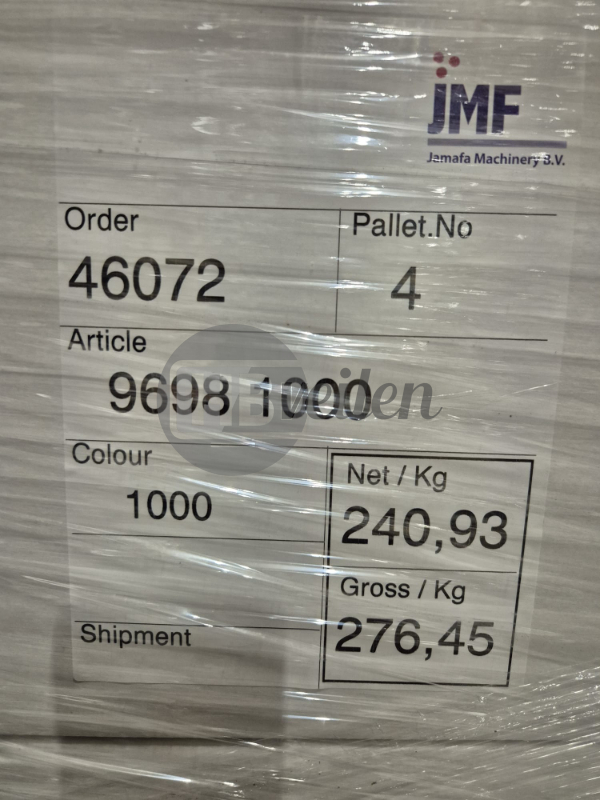 JMF
Jamafa Machinery B.V.
Order
Pallet.No
46072
4
Article
9698 1000
veiden
Colour
1000
Net / Kg
240,93
Gross / Kg
276,45
Shipment